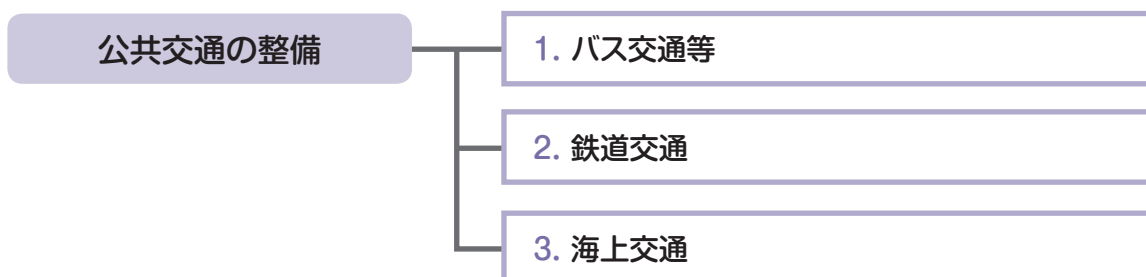 公共交通の整備
1. バス交通等
2. 鉄道交通
3. 海上交通